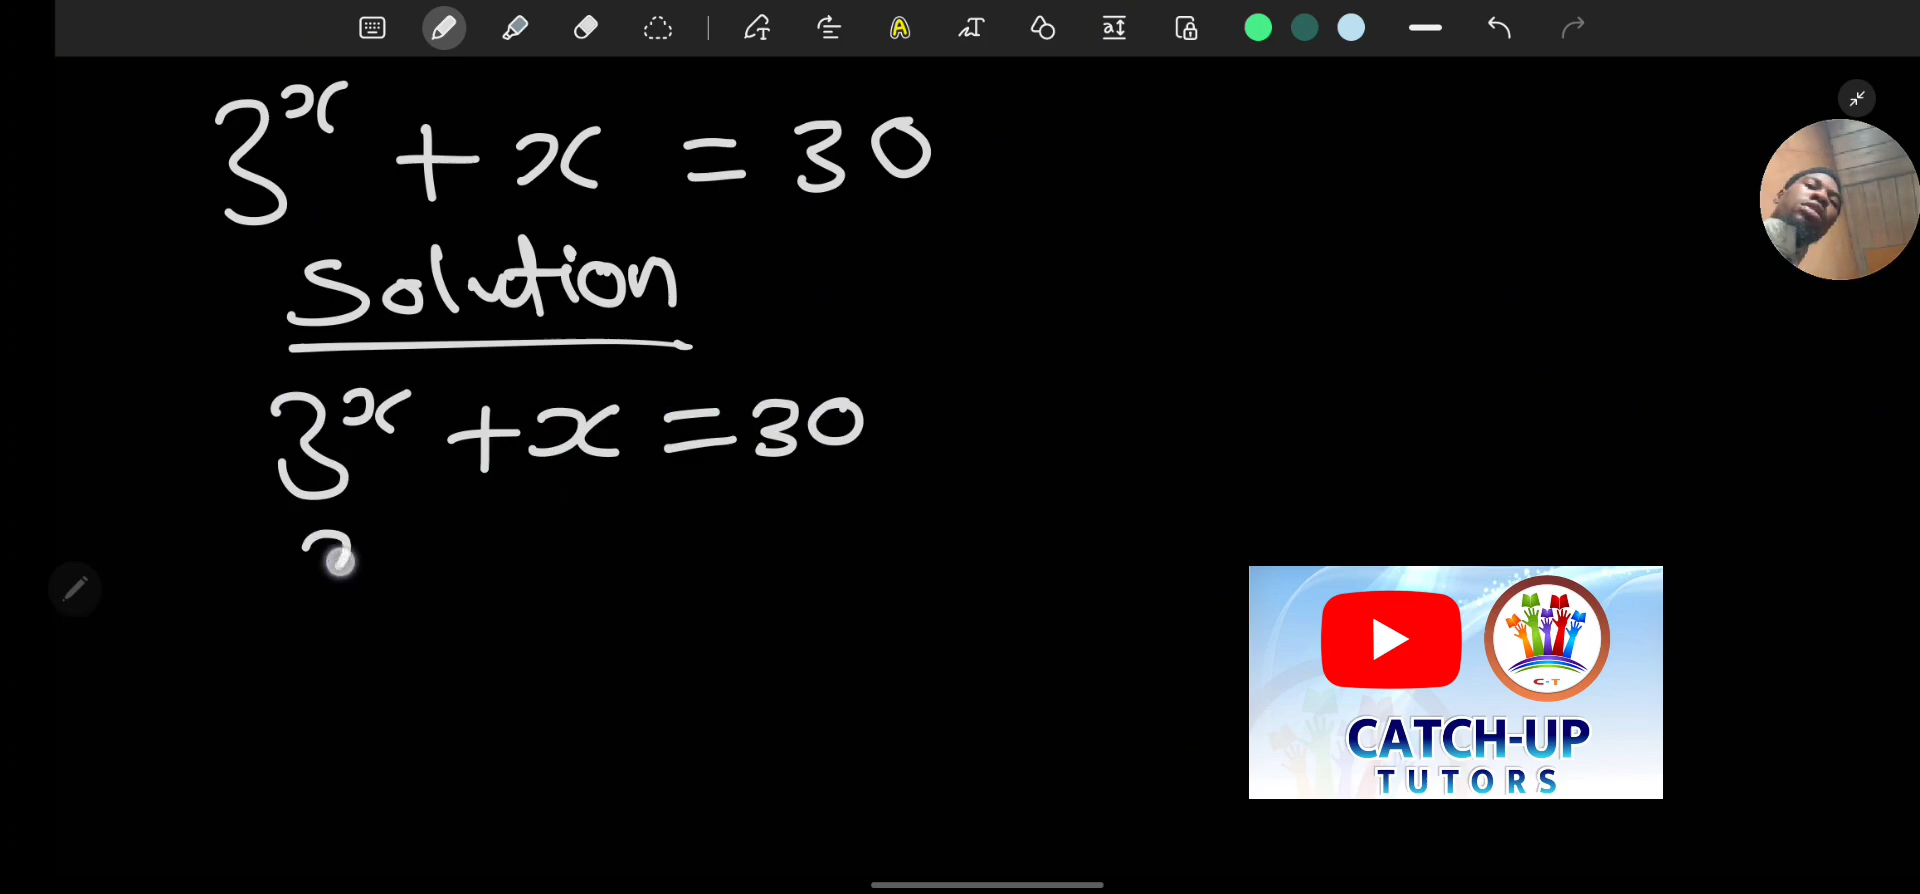 3^x + x = 30
Solution
3^x + x = 30
C-T
CATCH-UP
TUTORS